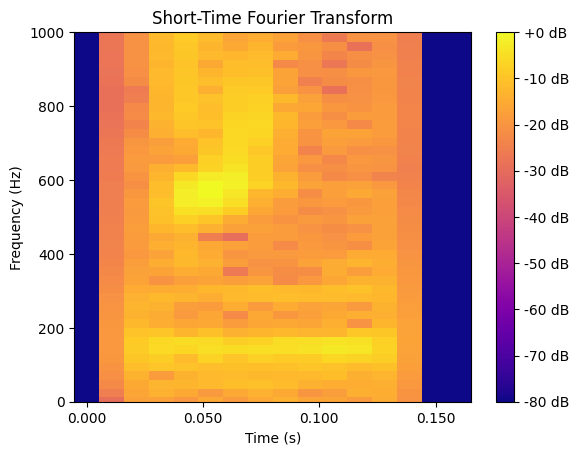 Short-Time Fourier Transform
1000
800
600
400
200
0
Frequency (Hz)
0.000
0.050
0.100
0.150
Time (s)
+0 dB
-10 dB
-20 dB
-30 dB
-40 dB
-50 dB
-60 dB
-70 dB
-80 dB